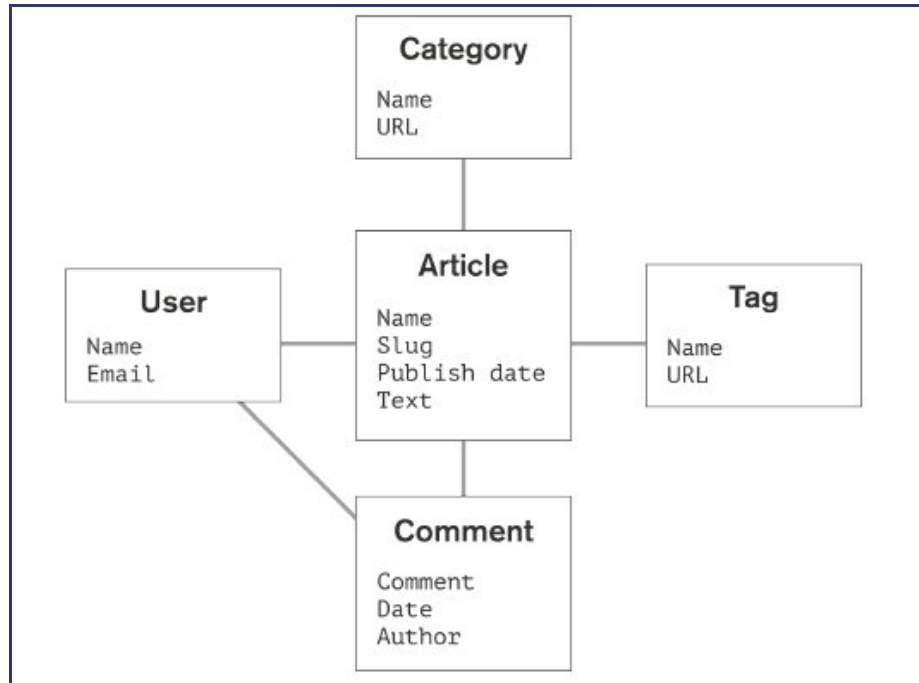 Category
Name
URL
Article
Name
Slug
Publish date
Text
User
Name
Email
Tag
Name
URL
Comment
Comment
Date
Author